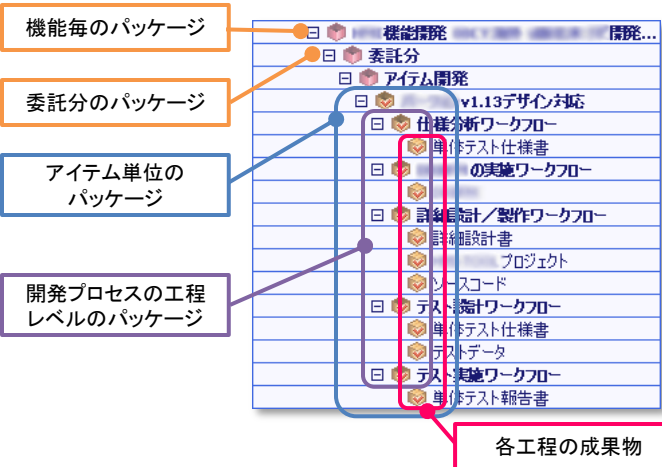 機能毎のパッケージ
委託分のパッケージ
アイテム単位の
パッケージ
開発プロセスの工程
レベルのパッケージ
機能開発 開発...
委託分
アイテム開発
v1.13デザイン対応
仕様分析ワークフロー
単体テスト仕様書
の実施ワークフロー
詳細設計／製作ワークフロー
詳細設計書
プロジェクト
ソースコード
テスト設計ワークフロー
単体テスト仕様書
テストデータ
テスト実施ワークフロー
単体テスト報告書
各工程の成果物